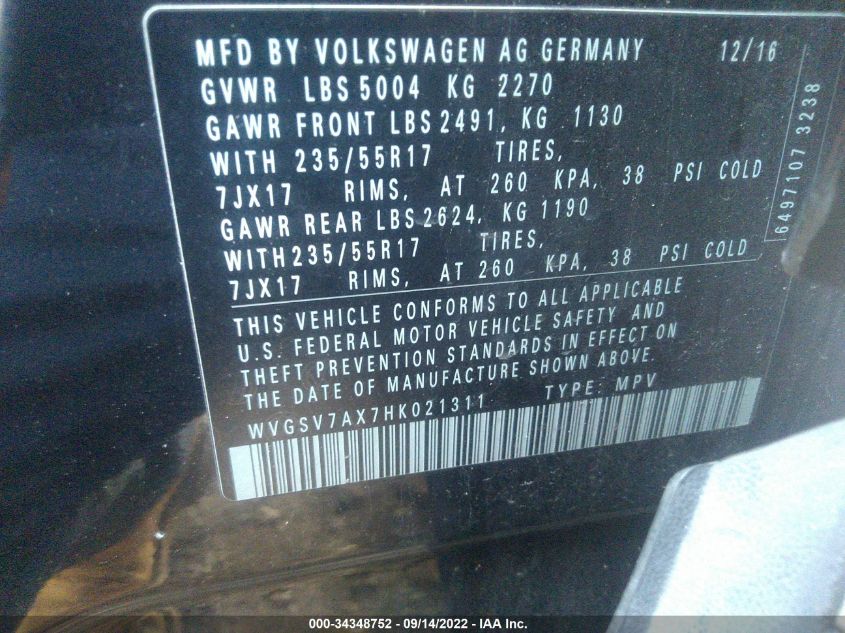 MFD BY VOLKSWAGEN AG GERMANY 12/16
GVWR LBS 5004 KG 2270
GAWR FRONT LBS 2491, KG 1130
WITH 235/55R17 TIRES,
7JX17 RIMS, AT 260 KPA, 38 PSI COLD
GAWR REAR LBS 2624, KG 1190
WITH 235/55R17 TIRES,
7JX17 RIMS, AT 260 KPA, 38 PSI COLD
6497107 3238
THIS VEHICLE CONFORMS TO ALL APPLICABLE
U.S. FEDERAL MOTOR VEHICLE SAFETY AND
THEFT PREVENTION STANDARDS IN EFFECT ON
THE DATE OF MANUFACTURE SHOWN ABOVE.
WVGSV7AX7HK021311 TYPE: MPV
000-34348752 - 09/14/2022 - IAA Inc.